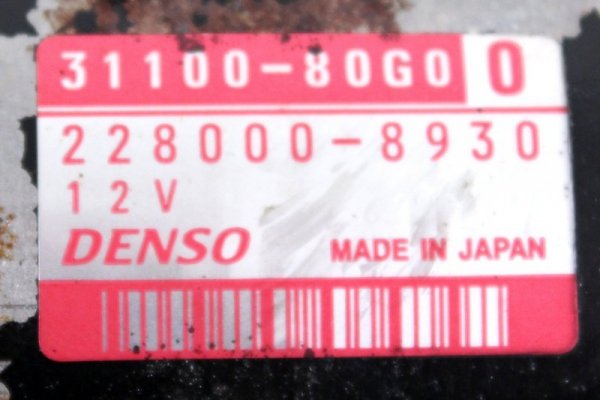 31100-80G0 0
228000-8930
12V
DENSO MADE IN JAPAN